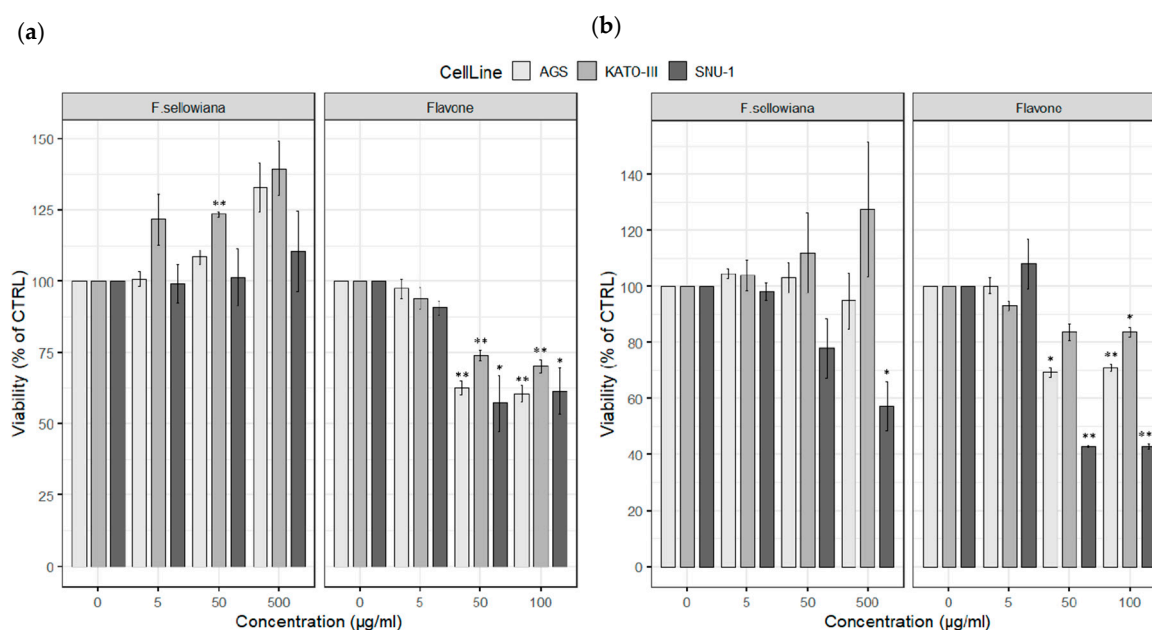 (a)
(b)
CellLine AGS KATO-III SNU-1
F.sellowiana Flavone
F.sellowiana Flavone
Viability (% of CTRL)
150
125
100
75
50
25
0
**
** ** * ** ** *
0 5 50 500
0 5 50 100
Concentration (µg/ml)
Viability (% of CTRL)
140
120
100
80
60
40
20
0
*
* ** ** * **
0 5 50 500
0 5 50 100
Concentration (µg/ml)